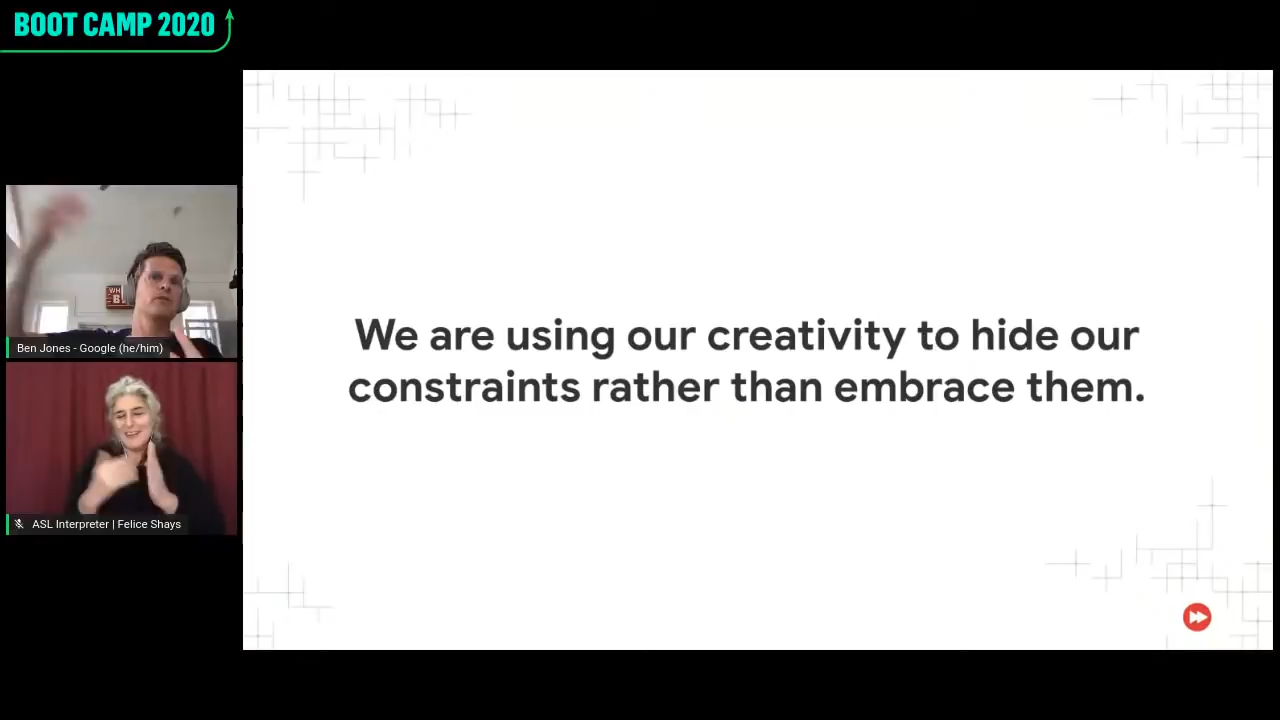 BOOT CAMP 2020
We are using our creativity to hide our
constraints rather than embrace them.
WH
B
Ben Jones - Google (he/him)
ASL Interpreter | Felice Shays